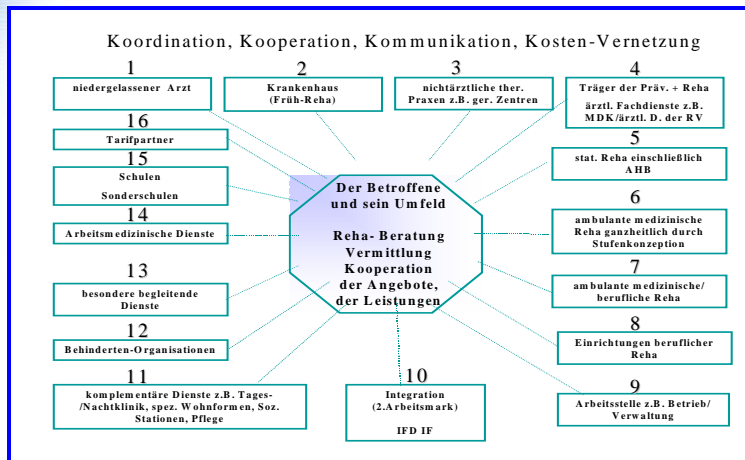 Koordination, Kooperation, Kommunikation, Kosten-Vernetzung
1
niedergelassener Arzt
2
Krankenhaus
(Früh-Reha)
3
nichtärztliche ther.
Praxen z.B. ger. Zentren
4
Träger der Präv. + Reha
ärztl. Fachdienste z.B.
MDK/ärztl. D. der RV
5
stat. Reha einschließlich
AHB
6
ambulante medizinische
Reha ganzheitlich durch
Stufenkonzeption
7
ambulante medizinische/
berufliche Reha
8
Einrichtungen beruflicher
Reha
9
Arbeitsstelle z.B. Betrieb/
Verwaltung
10
Integration
(2.Arbeitsmark)
IFD IF
11
komplementäre Dienste z.B. Tages-
/Nachtklinik, spez. Wohnformen, Soz.
Stationen, Pflege
12
Behinderten-Organisationen
13
besondere begleitende
Dienste
14
Arbeitsmedizinische Dienste
15
Schulen
Sonderschulen
16
Tarifpartner
Der Betroffene
und sein Umfeld
Reha- Beratung
Vermittlung
Kooperation
der Angebote,
der Leistungen